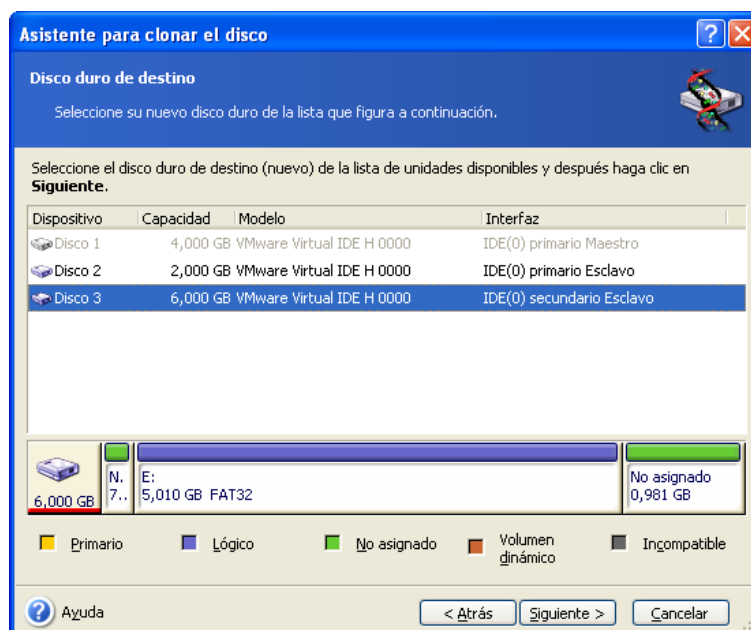 Asistente para clonar el disco
Disco duro de destino
Seleccione su nuevo disco duro de la lista que figura a continuación.
Seleccione el disco duro de destino (nuevo) de la lista de unidades disponibles y después haga clic en
Siguiente.
Dispositivo Capacidad Modelo Interfaz
Disco 1 4,000 GB VMware Virtual IDE H 0000 IDE(0) primario Maestro
Disco 2 2,000 GB VMware Virtual IDE H 0000 IDE(0) primario Esclavo
Disco 3 6,000 GB VMware Virtual IDE H 0000 IDE(0) secundario Esclavo
6,000 GB
N.
7..
E:
5,010 GB FAT32
No asignado
0,981 GB
Primario Lógico No asignado Volumen dinámico Incompatible
Ayuda < Atrás Siguiente > Cancelar